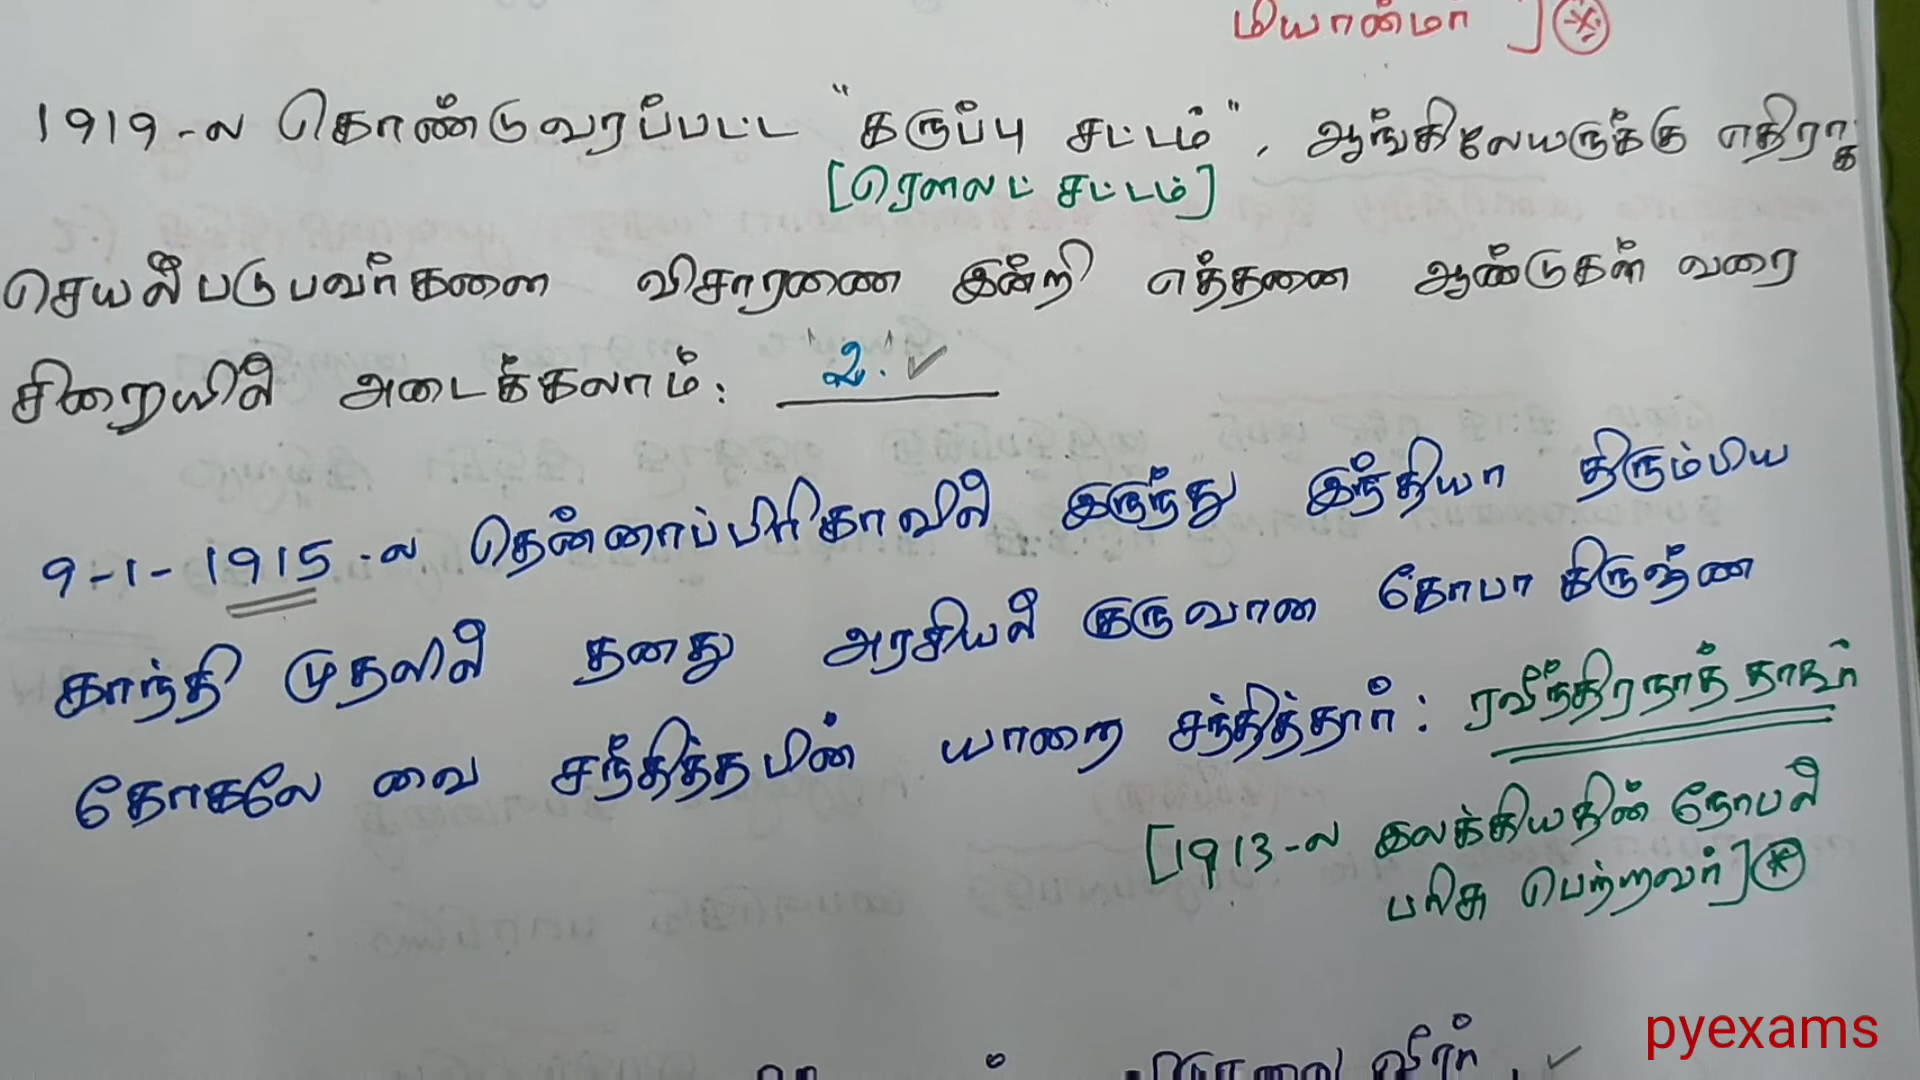 மியான்மர் ]
1919-ல கொண்டுவரப்பட்ட "கருப்பு சட்டம்", ஆங்கிலேயருக்கு எதிராக
[ரௌலட் சட்டம்]
செயல்படுபவர்களை விசாரணை இன்றி எத்தனை ஆண்டுகள் வரை
சிறையில் அடைக்கலாம்: 2.
9-1-1915-ல தென்னாப்பிரிகாவில் இருந்து இந்தியா திரும்பிய
காந்தி முதலில் தனது அரசியல் குருவான கோபா கிருஷ்ண
கோகலே வை சந்தித்தபின் யாரை சந்தித்தார்: ரவீந்திரநாத் தாகூர்
[1913-ல இலக்கியதின் நோபல்
பரிசு பெற்றவர்]
pyexams